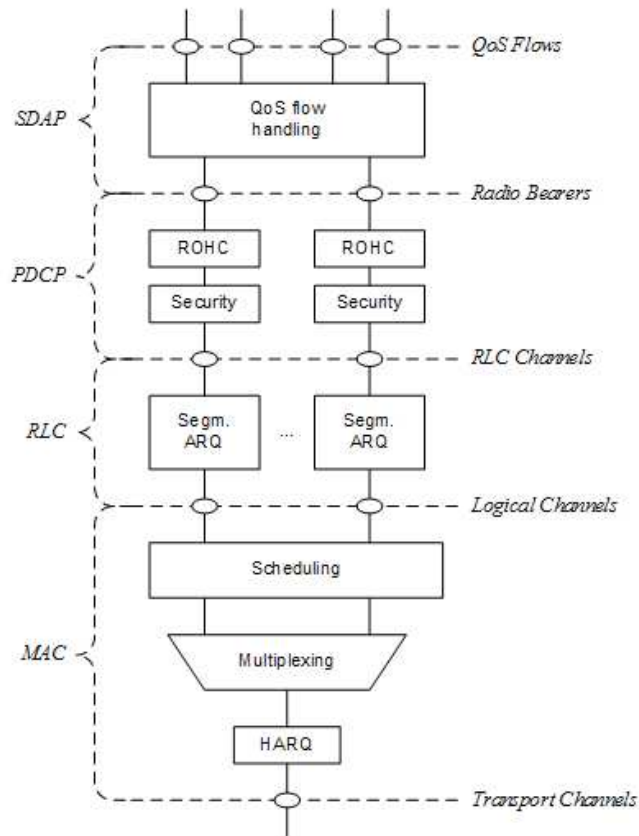 QoS Flows
QoS flow
handling
SDAP
Radio Bearers
ROHC
ROHC
PDCP
Security
Security
RLC Channels
Segm.
ARQ
...
Segm.
ARQ
RLC
Logical Channels
Scheduling
MAC
Multiplexing
HARQ
Transport Channels